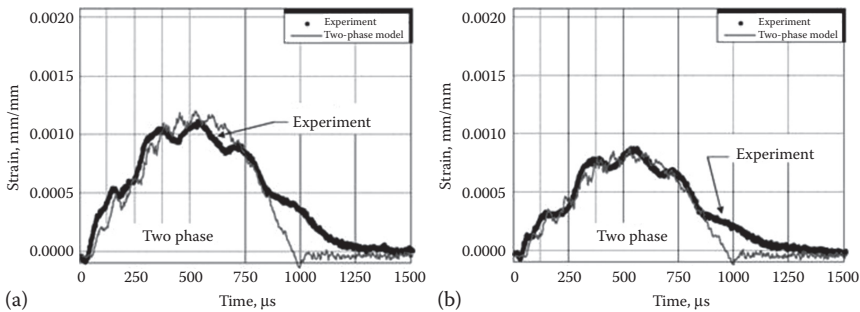 0.0020
0.0015
0.0010
0.0005
0.0000
Strain, mm/mm
Experiment
Two-phase model
Experiment
Two phase
0 250 500 750 1000 1250 1500
Time, μs
(a)
0.0020
0.0015
0.0010
0.0005
0.0000
Strain, mm/mm
Experiment
Two-phase model
Experiment
Two phase
0 250 500 750 1000 1250 1500
Time, μs
(b)